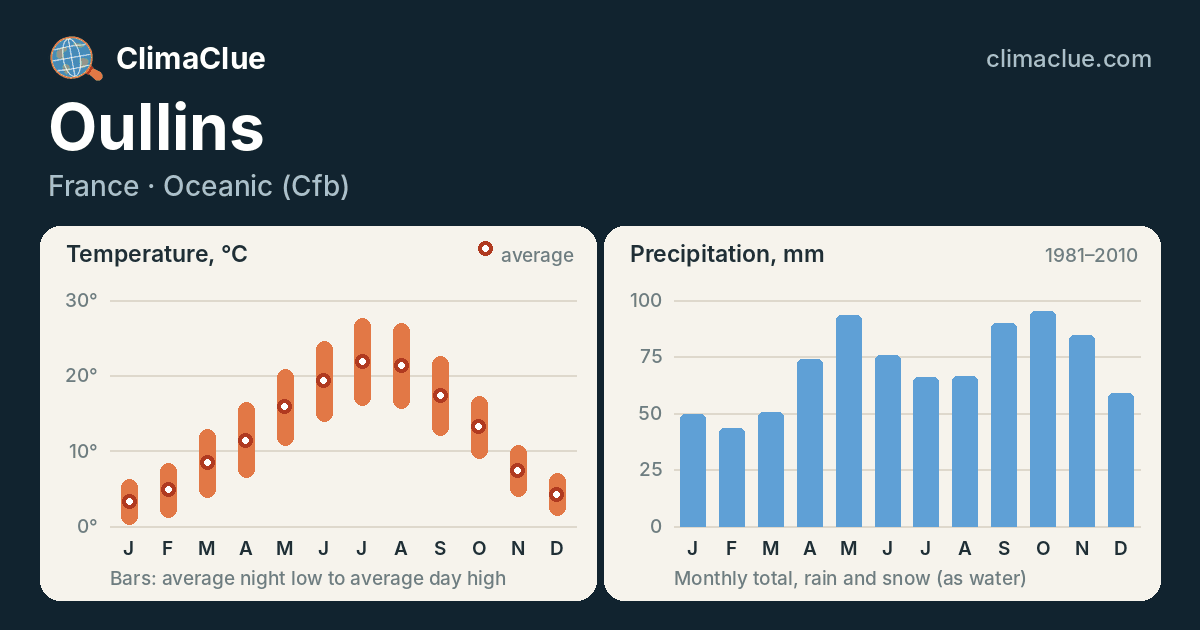 ClimaClue
climaclue.com
Oullins
France · Oceanic (Cfb)
Temperature, °C
average
30°
20°
10°
0°
J F M A M J J A S O N D
Bars: average night low to average day high
Precipitation, mm
1981–2010
100
75
50
25
0
J F M A M J J A S O N D
Monthly total, rain and snow (as water)